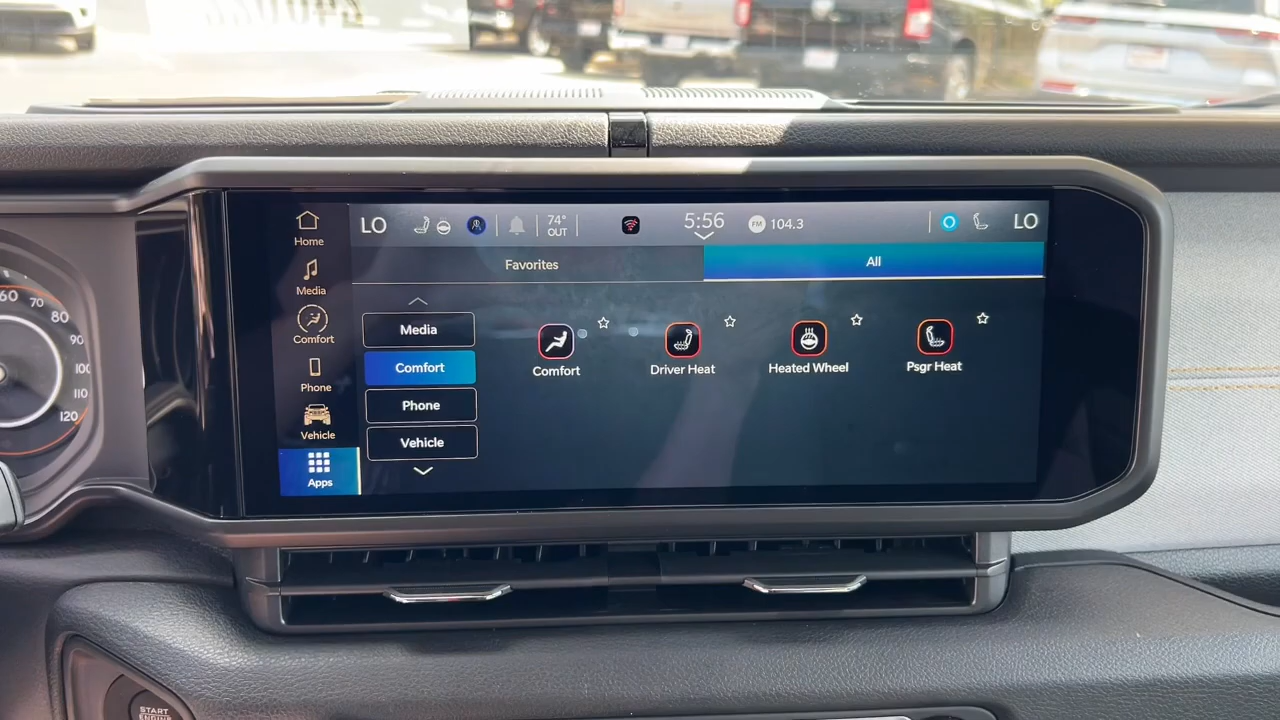 Home
Media
Comfort
Phone
Vehicle
Apps
LO
74°
OUT
5:56
FM 104.3
LO
Favorites
All
Media
Comfort
Phone
Vehicle
Comfort
Driver Heat
Heated Wheel
Psgr Heat
60
70
80
90
100
110
120
START
ENGINE